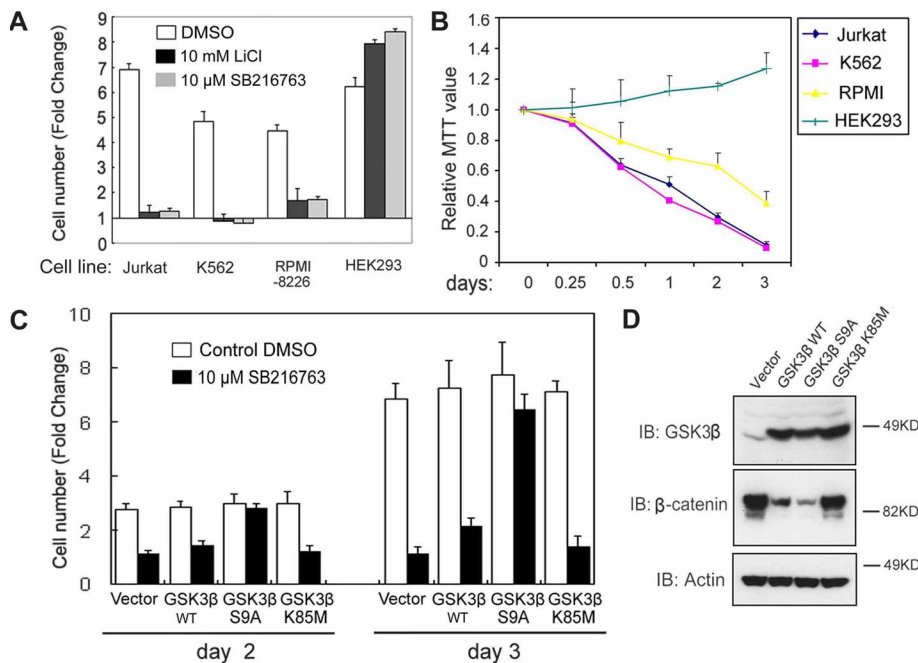 A
Cell number (Fold Change)
9
8
7
6
5
4
3
2
1
0
DMSO
10 mM LiCl
10 µM SB216763
Cell line:
Jurkat
K562
RPMI
-8226
HEK293
B
Relative MTT value
1.6
1.4
1.2
1.0
0.8
0.6
0.4
0.2
0
days: 0 0.25 0.5 1 2 3
Jurkat
K562
RPMI
HEK293
C
Cell number (Fold Change)
10
8
6
4
2
0
Control DMSO
10 µM SB216763
Vector GSK3β GSK3β GSK3β Vector GSK3β GSK3β GSK3β
WT S9A K85M WT S9A K85M
day 2 day 3
D
Vector
GSK3β WT
GSK3β S9A
GSK3β K85M
IB: GSK3β
49KD
IB: β-catenin
82KD
49KD
IB: Actin